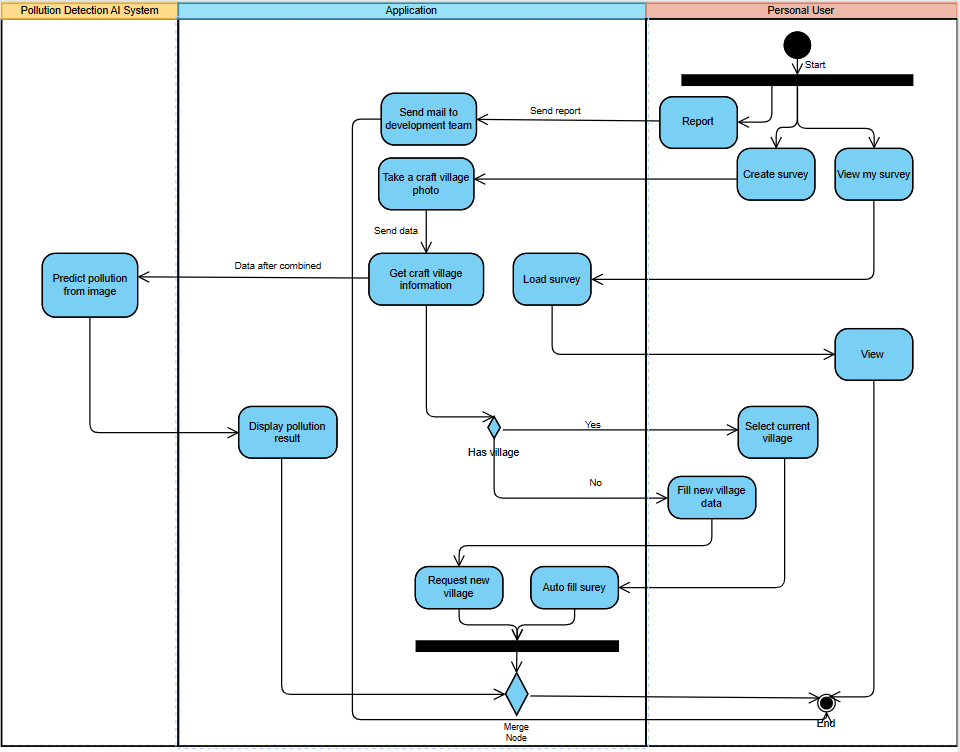 Pollution Detection AI System
Application
Personal User
Start
Send mail to
development team
Send report
Report
Take a craft village
photo
Create survey
View my survey
Send data
Predict pollution
from image
Data after combined
Get craft village
information
Load survey
View
Display pollution
result
Has village
Yes
Select current
village
No
Fill new village
data
Request new
village
Auto fill surey
Merge
Node
End